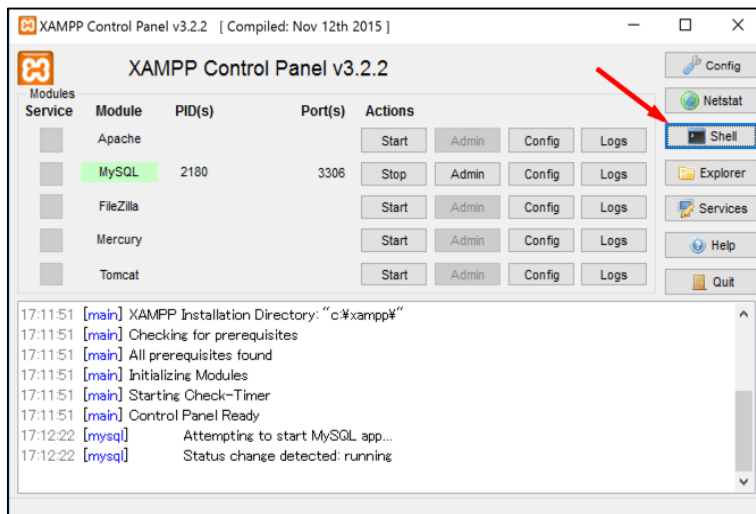 XAMPP Control Panel v3.2.2 [ Compiled: Nov 12th 2015 ]
XAMPP Control Panel v3.2.2
Config
Modules
Netstat
Service Module PID(s) Port(s) Actions
Apache Start Admin Config Logs
Shell
MySQL 2180 3306 Stop Admin Config Logs
Explorer
FileZilla Start Admin Config Logs
Services
Mercury Start Admin Config Logs
Help
Tomcat Start Admin Config Logs
Quit
17:11:51 [main] XAMPP Installation Directory: "c:¥xampp¥"
17:11:51 [main] Checking for prerequisites
17:11:51 [main] All prerequisites found
17:11:51 [main] Initializing Modules
17:11:51 [main] Starting Check-Timer
17:11:51 [main] Control Panel Ready
17:12:22 [mysql] Attempting to start MySQL app...
17:12:22 [mysql] Status change detected: running